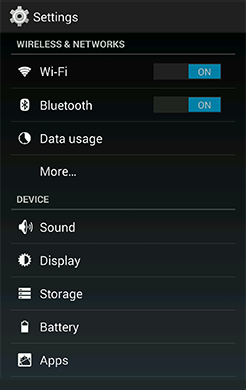 Settings
WIRELESS & NETWORKS
Wi-Fi ON
Bluetooth ON
Data usage
More...
DEVICE
Sound
Display
Storage
Battery
Apps